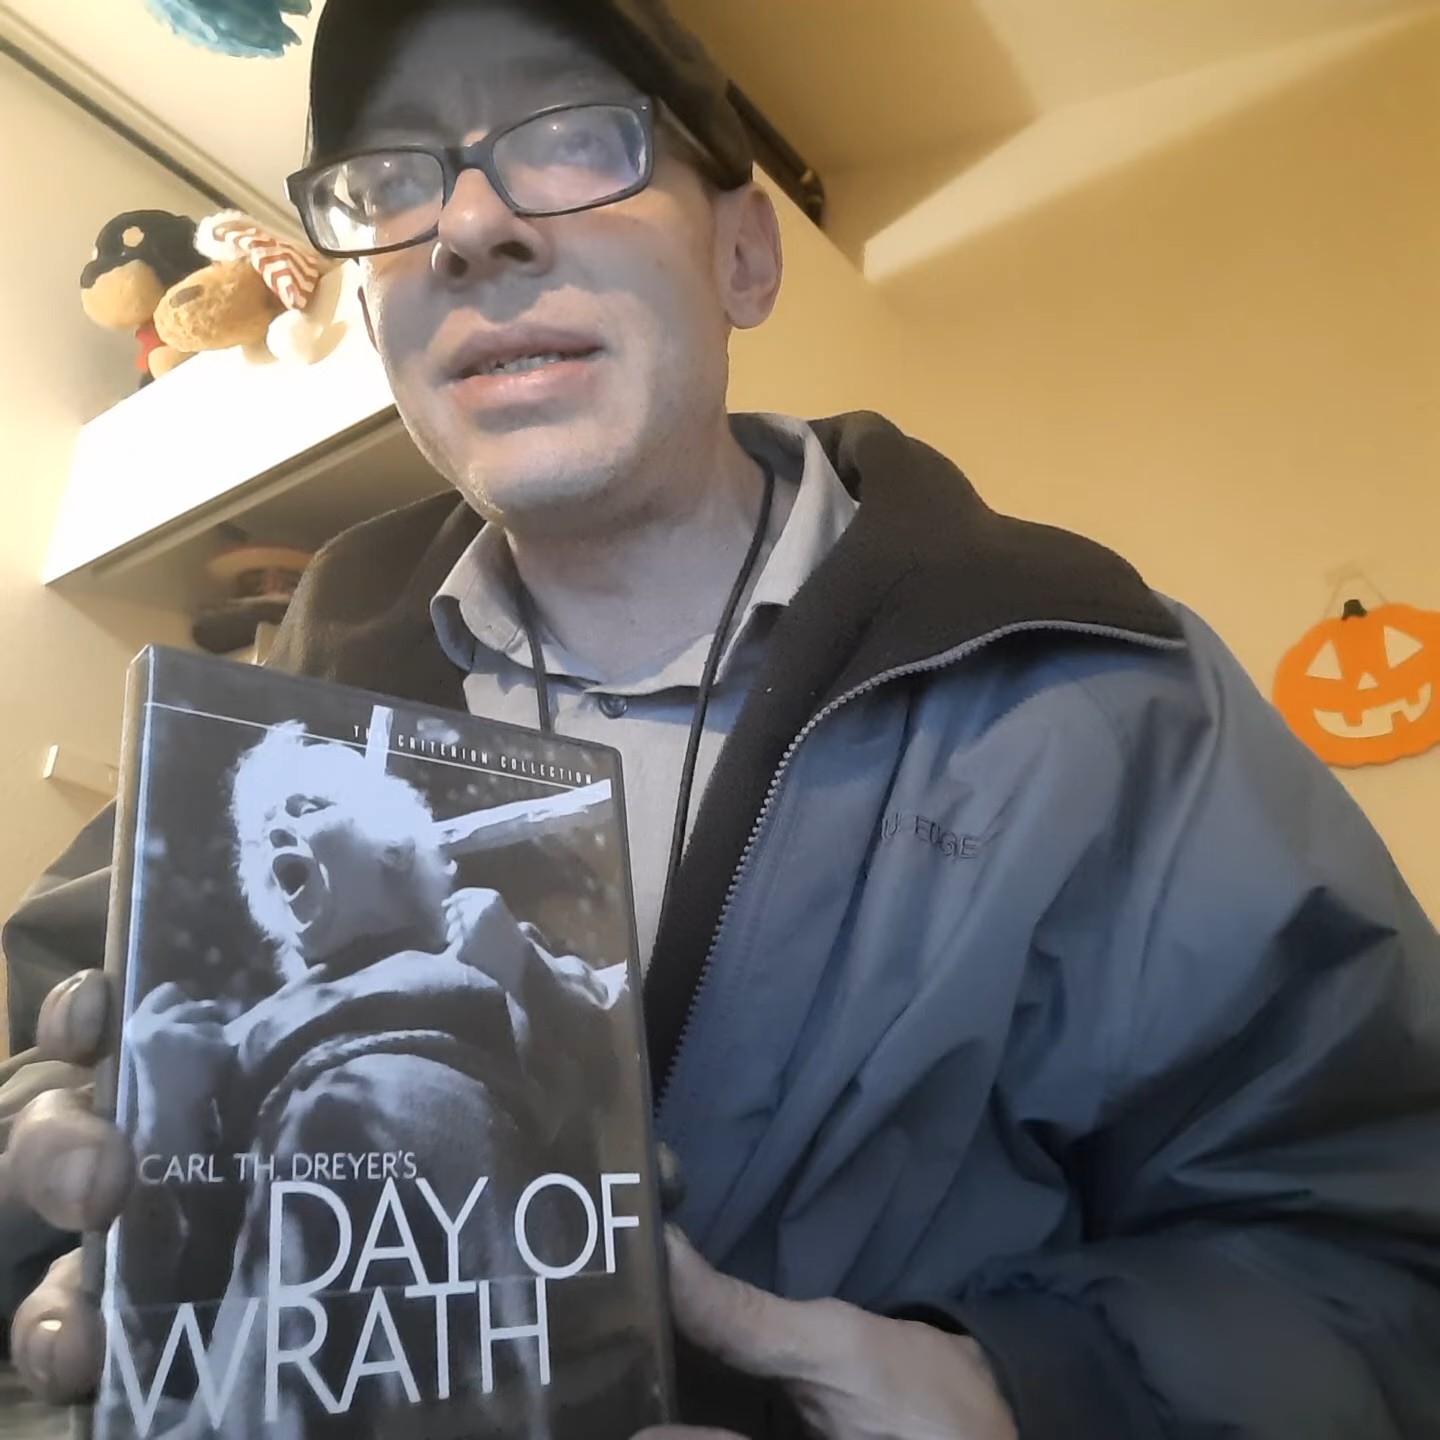 THE CRITERION COLLECTION
CARL TH. DREYER'S
DAY OF
WRATH